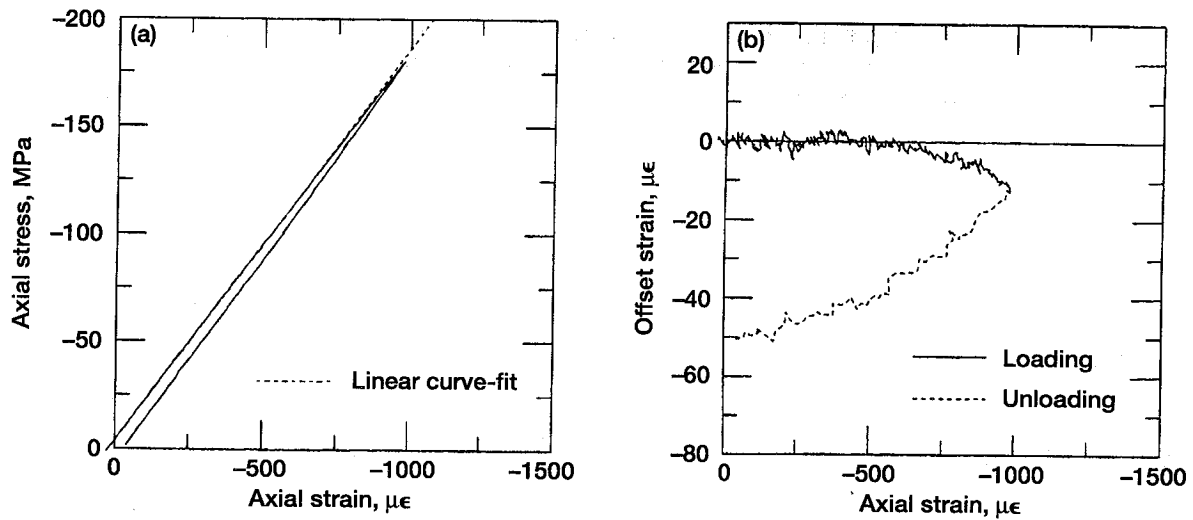 (a)
-200
-150
-100
-50
0
Axial stress, MPa
Linear curve-fit
0
-500
-1000
-1500
Axial strain, με
(b)
20
0
-20
-40
-60
-80
Offset strain, με
Loading
Unloading
0
-500
-1000
-1500
Axial strain, με